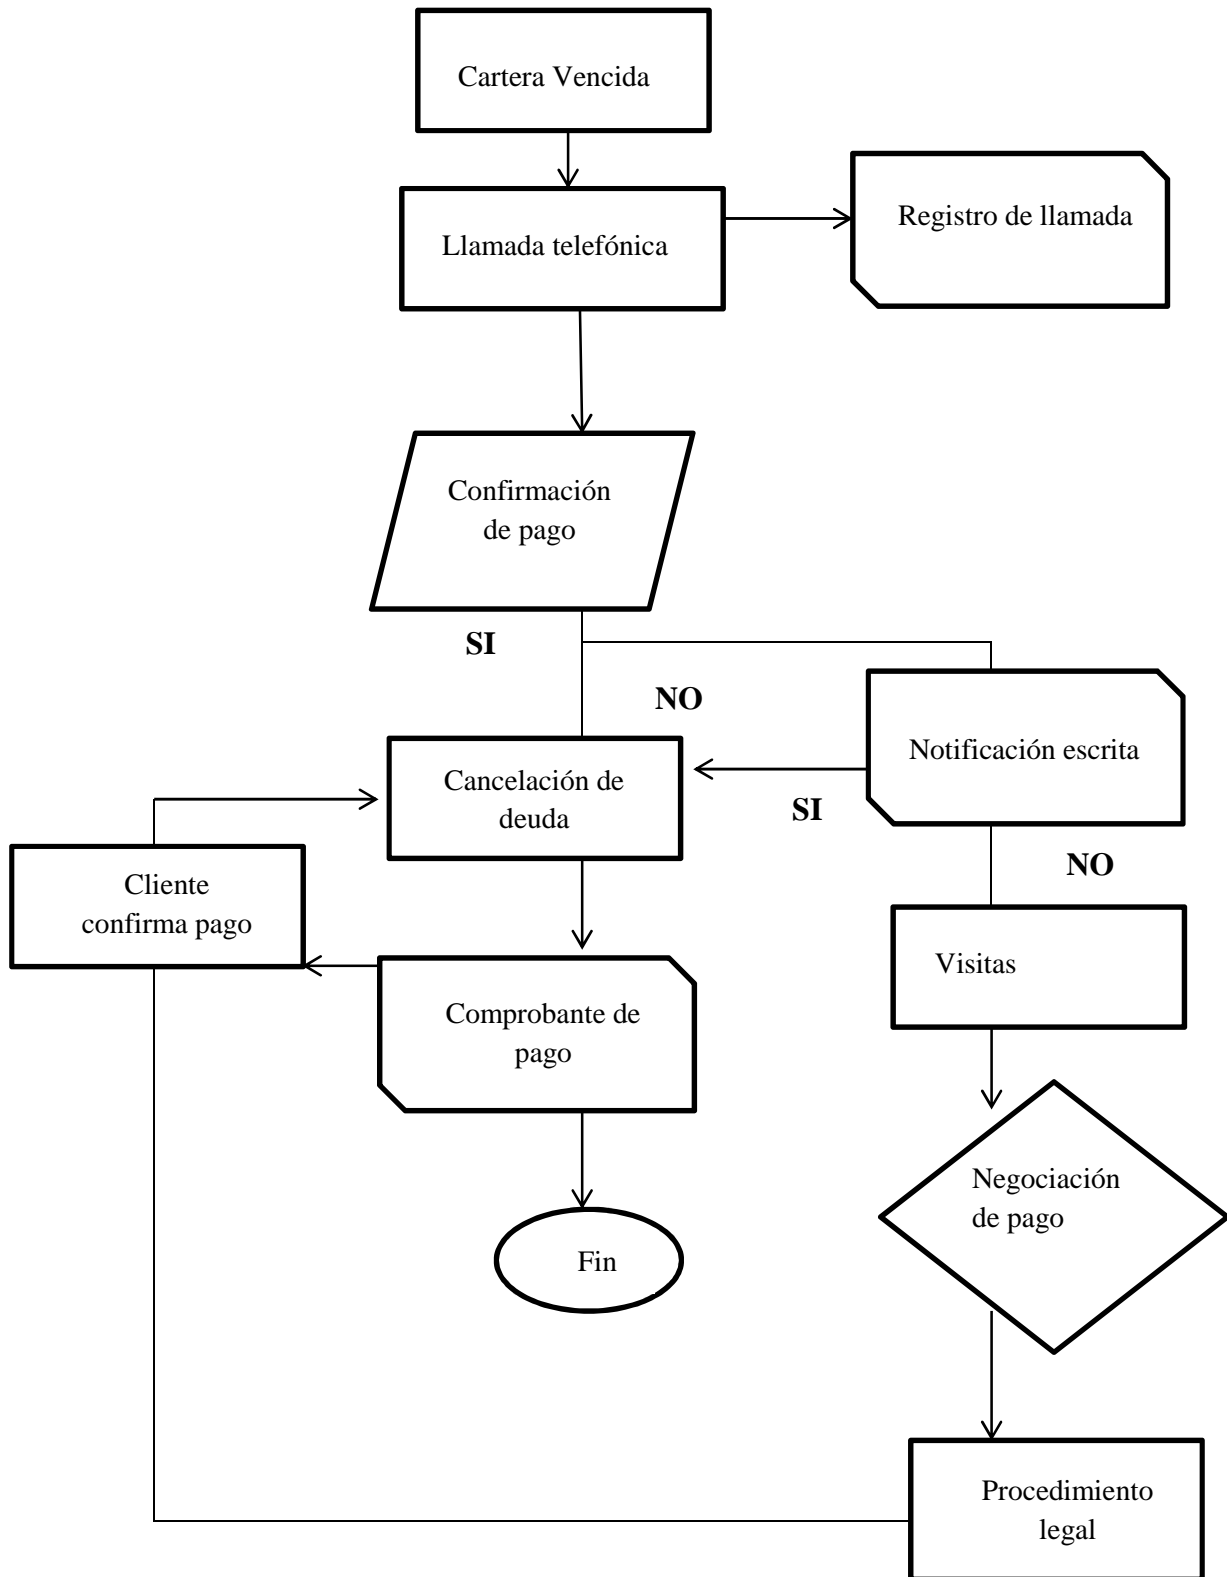 Cartera Vencida
Registro de llamada
Llamada telefónica
Confirmación
de pago
SI
NO
Notificación escrita
Cancelación de
deuda
SI
NO
Cliente
confirma pago
Visitas
Comprobante de
pago
Negociación
de pago
Fin
Procedimiento
legal